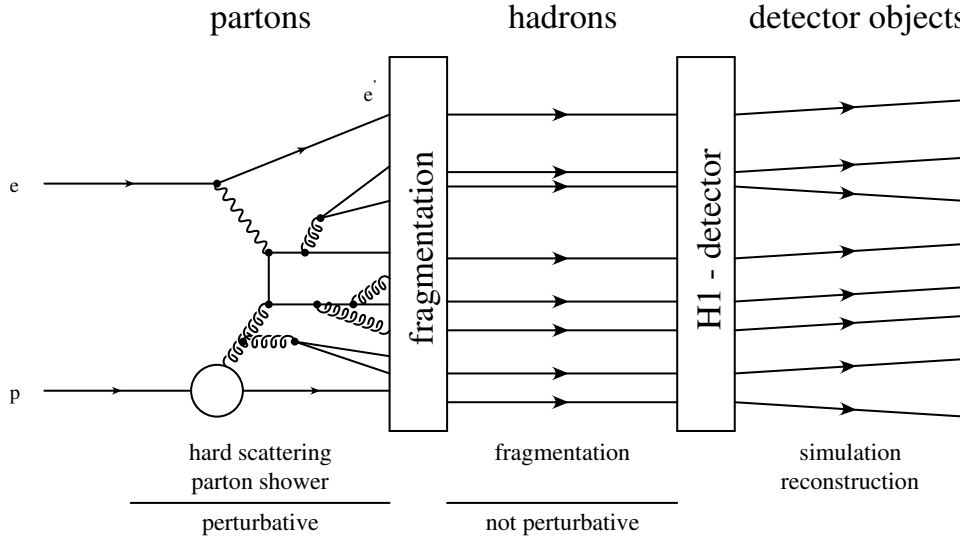 partons
hadrons
detector objects
e'
e
p
fragmentation
H1 - detector
hard scattering
parton shower
fragmentation
simulation
reconstruction
perturbative
not perturbative